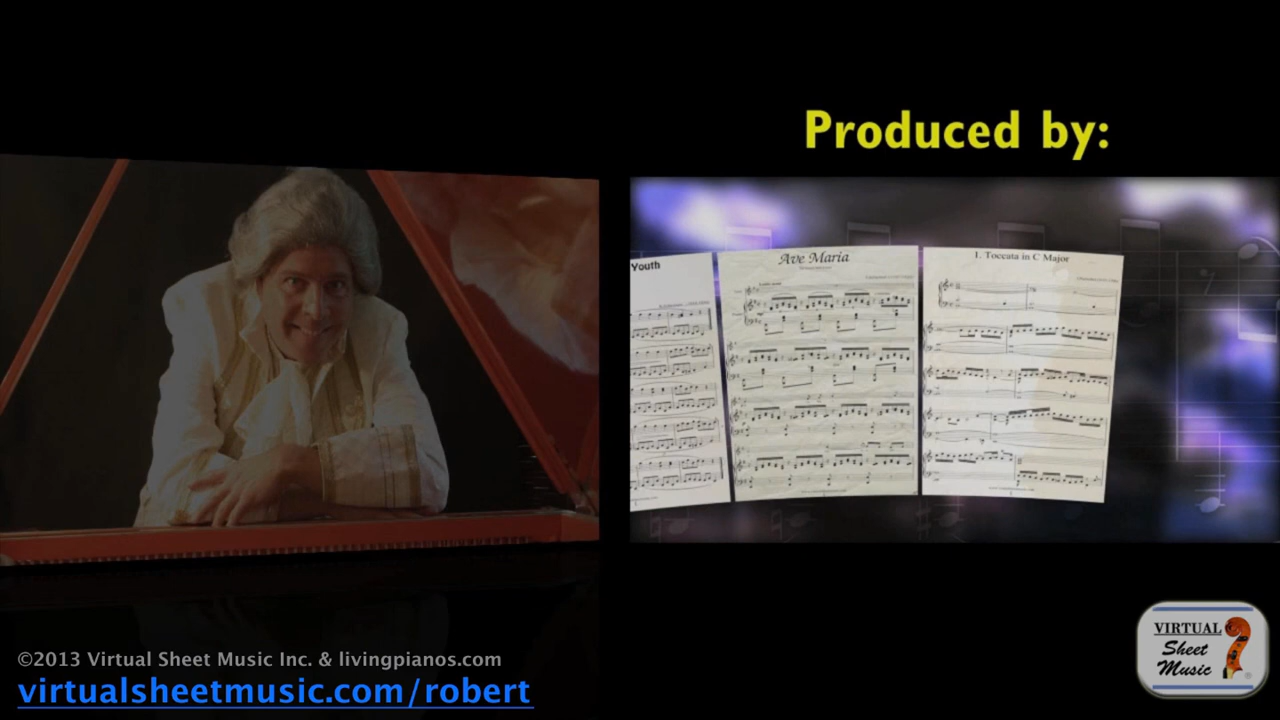 Produced by:
Youth
Ave Maria
1. Toccata in C Major
©2013 Virtual Sheet Music Inc. & livingpianos.com
virtualsheetmusic.com/robert
VIRTUAL
Sheet
Music